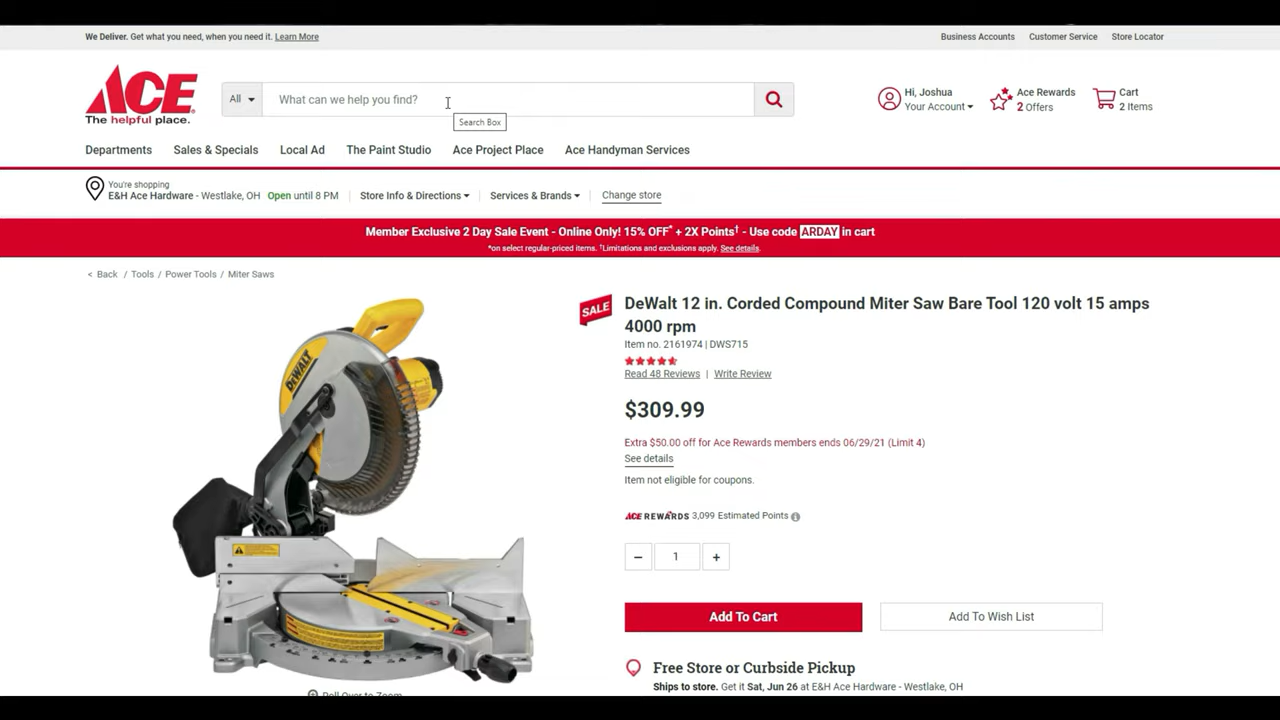 We Deliver. Get what you need, when you need it. Learn More
Business Accounts Customer Service Store Locator
ACE
The helpful place.
All What can we help you find?
Search Box
Hi, Joshua
Your Account
Ace Rewards
2 Offers
Cart
2 Items
Departments Sales & Specials Local Ad The Paint Studio Ace Project Place Ace Handyman Services
You're shopping
E&H Ace Hardware - Westlake, OH Open until 8 PM Store Info & Directions Services & Brands Change store
Member Exclusive 2 Day Sale Event - Online Only! 15% OFF* + 2X Points† - Use code ARDAY in cart
*on select regular-priced items. †Limitations and exclusions apply. See details.
< Back / Tools / Power Tools / Miter Saws
DEWALT
SALE
DeWalt 12 in. Corded Compound Miter Saw Bare Tool 120 volt 15 amps
4000 rpm
Item no. 2161974 | DWS715
Read 48 Reviews | Write Review
$309.99
Extra $50.00 off for Ace Rewards members ends 06/29/21 (Limit 4)
See details
Item not eligible for coupons.
ACE REWARDS 3,099 Estimated Points
− 1 +
Add To Cart
Add To Wish List
Free Store or Curbside Pickup
Ships to store. Get it Sat, Jun 26 at E&H Ace Hardware - Westlake, OH
Roll Over to Zoom